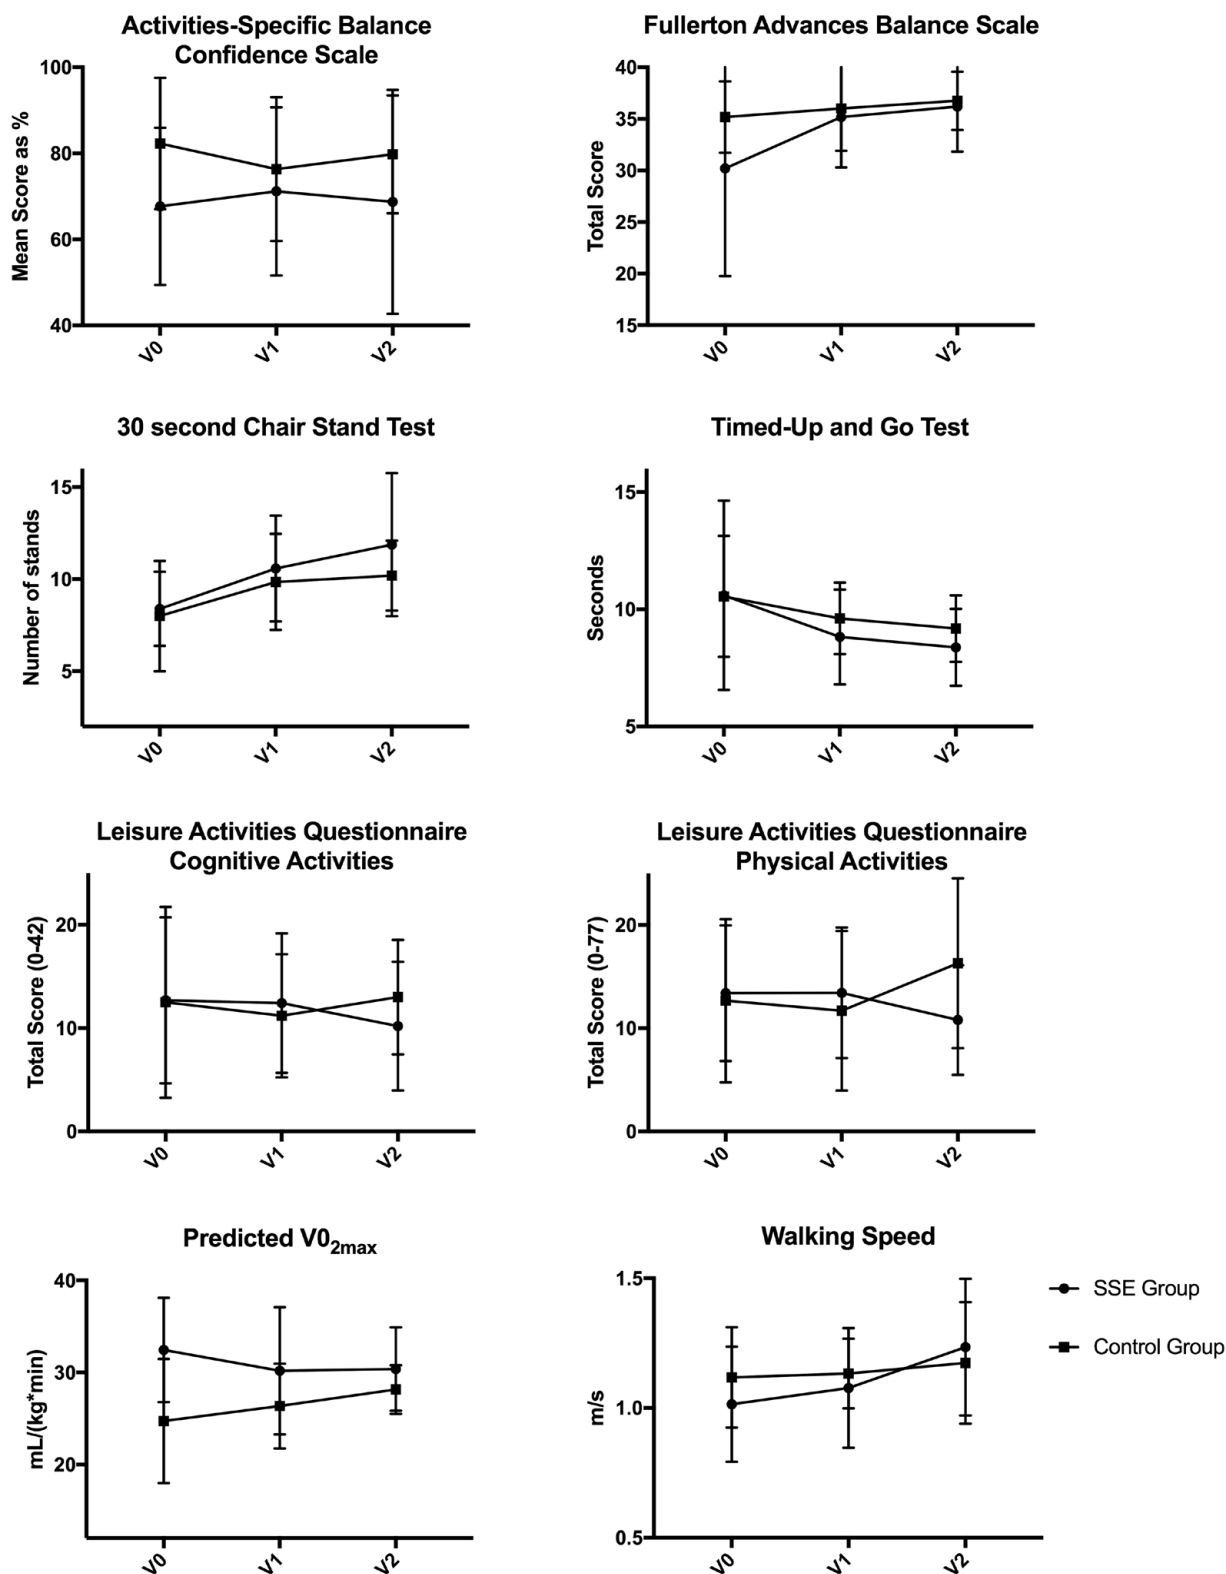 Activities-Specific Balance
Confidence Scale
Mean Score as %
100
80
60
40
V0
V1
V2
Fullerton Advances Balance Scale
Total Score
40
35
30
25
20
15
V0
V1
V2
30 second Chair Stand Test
Number of stands
15
10
5
V0
V1
V2
Timed-Up and Go Test
Seconds
15
10
5
V0
V1
V2
Leisure Activities Questionnaire
Cognitive Activities
Total Score (0-42)
20
10
0
V0
V1
V2
Leisure Activities Questionnaire
Physical Activities
Total Score (0-77)
20
10
0
V0
V1
V2
Predicted V0₂max
mL/(kg*min)
40
30
20
V0
V1
V2
Walking Speed
m/s
1.5
1.0
0.5
V0
V1
V2
SSE Group
Control Group